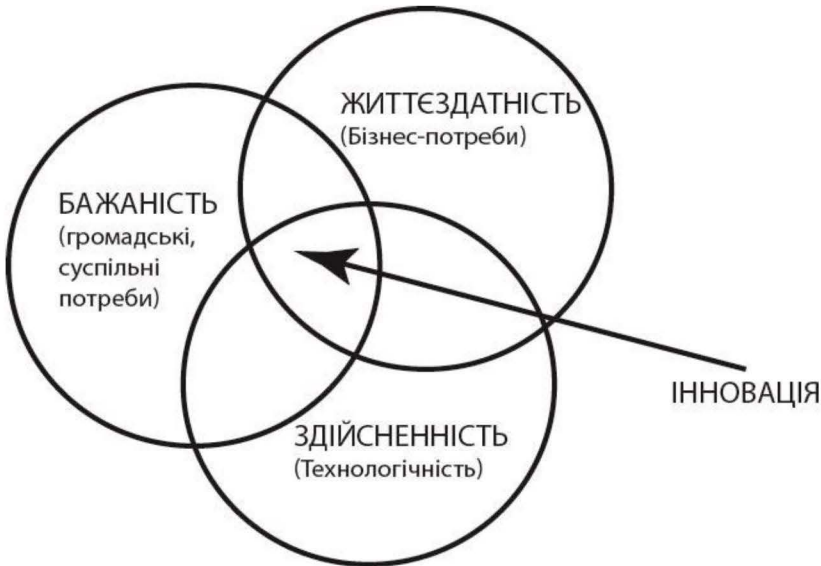 ЖИТТЄЗДАТНІСТЬ
(Бізнес-потреби)
БАЖАНІСТЬ
(громадські,
суспільні
потреби)
ІННОВАЦІЯ
ЗДІЙСНЕННІСТЬ
(Технологічність)